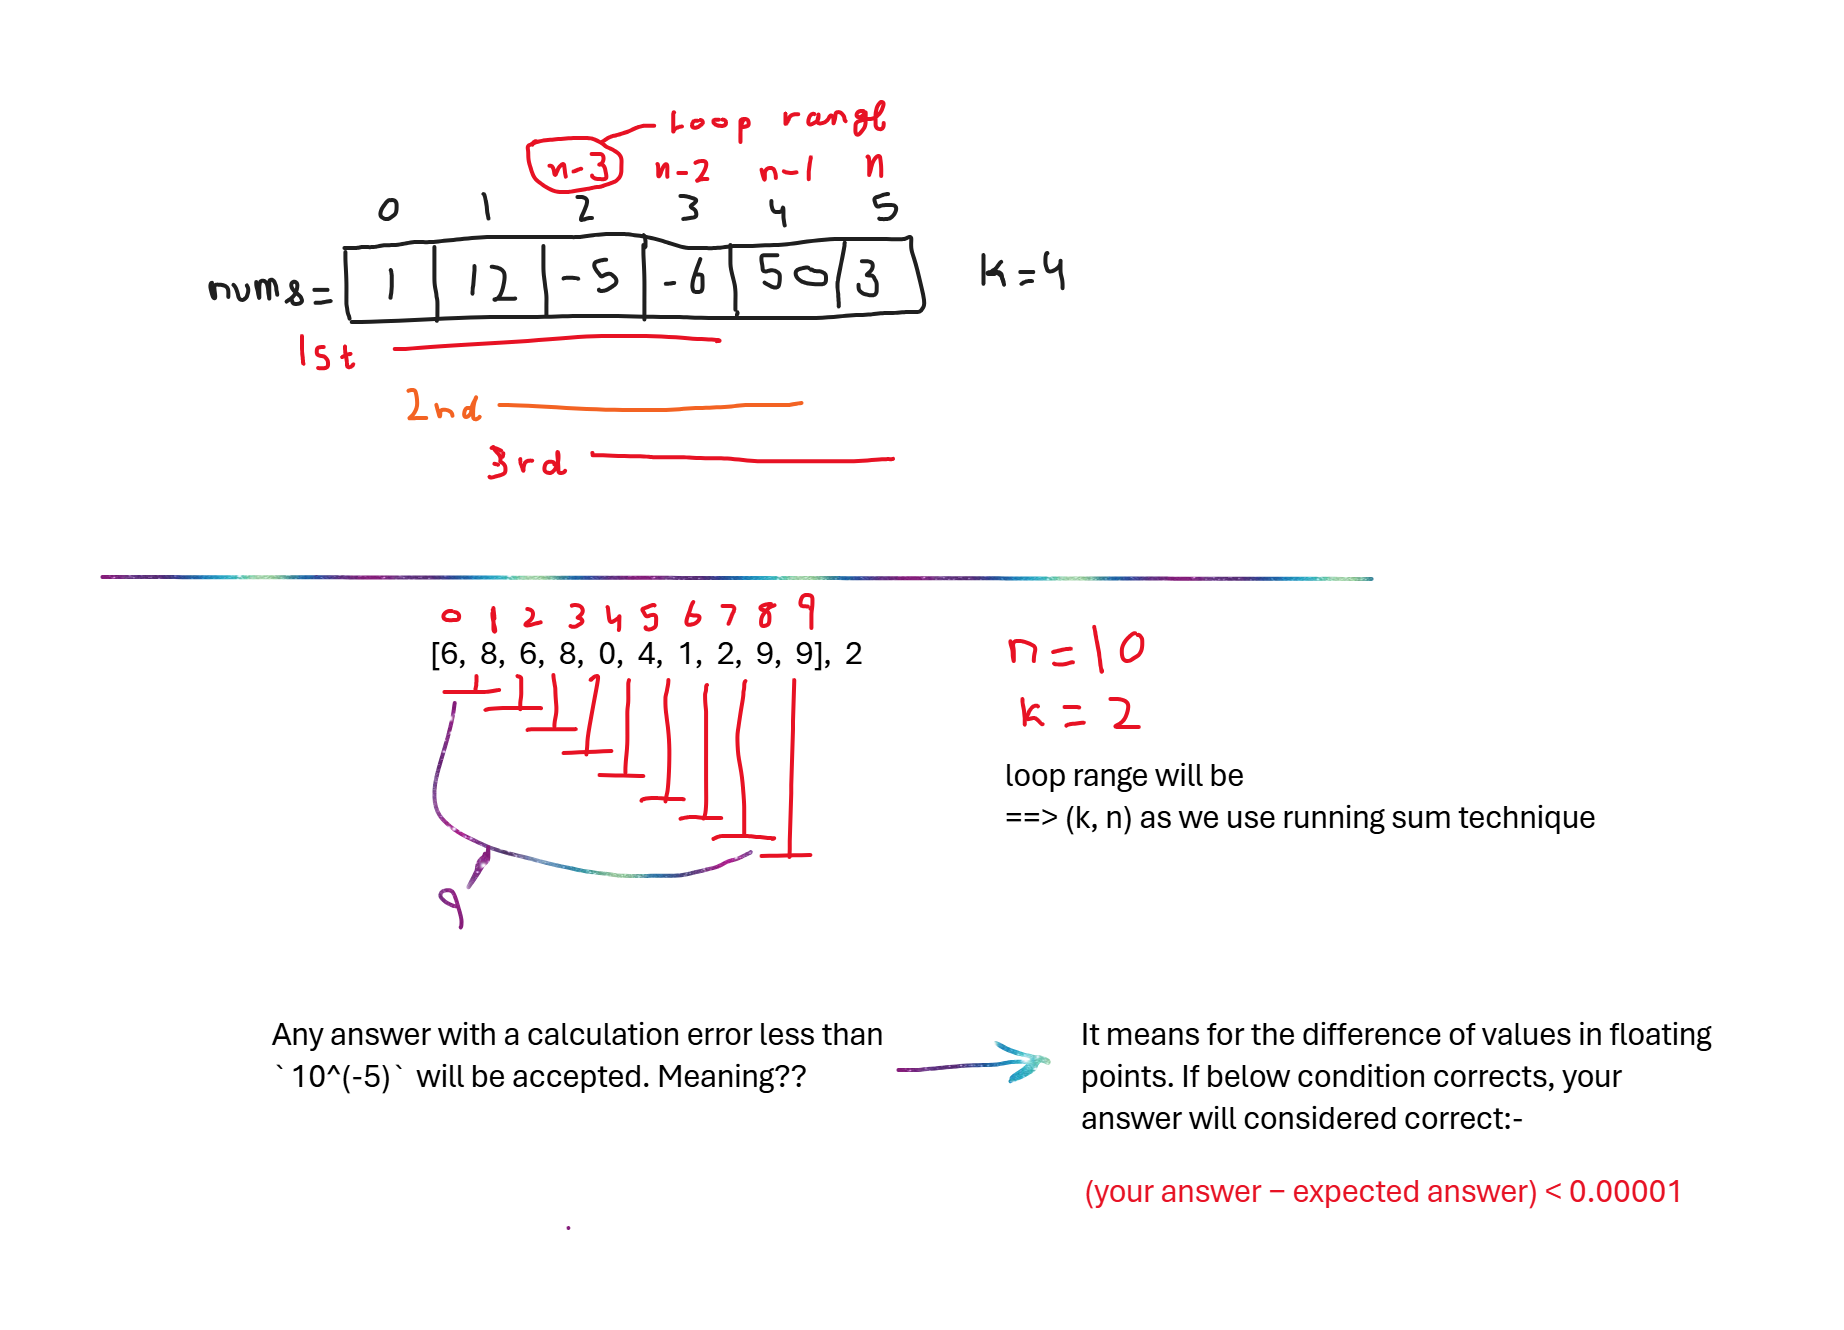 Loop range
n-3 n-2 n-1 n
0 1 2 3 4 5
nums= 1 12 -5 -6 50 3 k=4
1st
2nd
3rd
0 1 2 3 4 5 6 7 8 9
[6, 8, 6, 8, 0, 4, 1, 2, 9, 9], 2
n=10
k=2
loop range will be
==> (k, n) as we use running sum technique
9
Any answer with a calculation error less than
`10^(-5)` will be accepted. Meaning??
It means for the difference of values in floating
points. If below condition corrects, your
answer will considered correct:-
(your answer − expected answer) < 0.00001